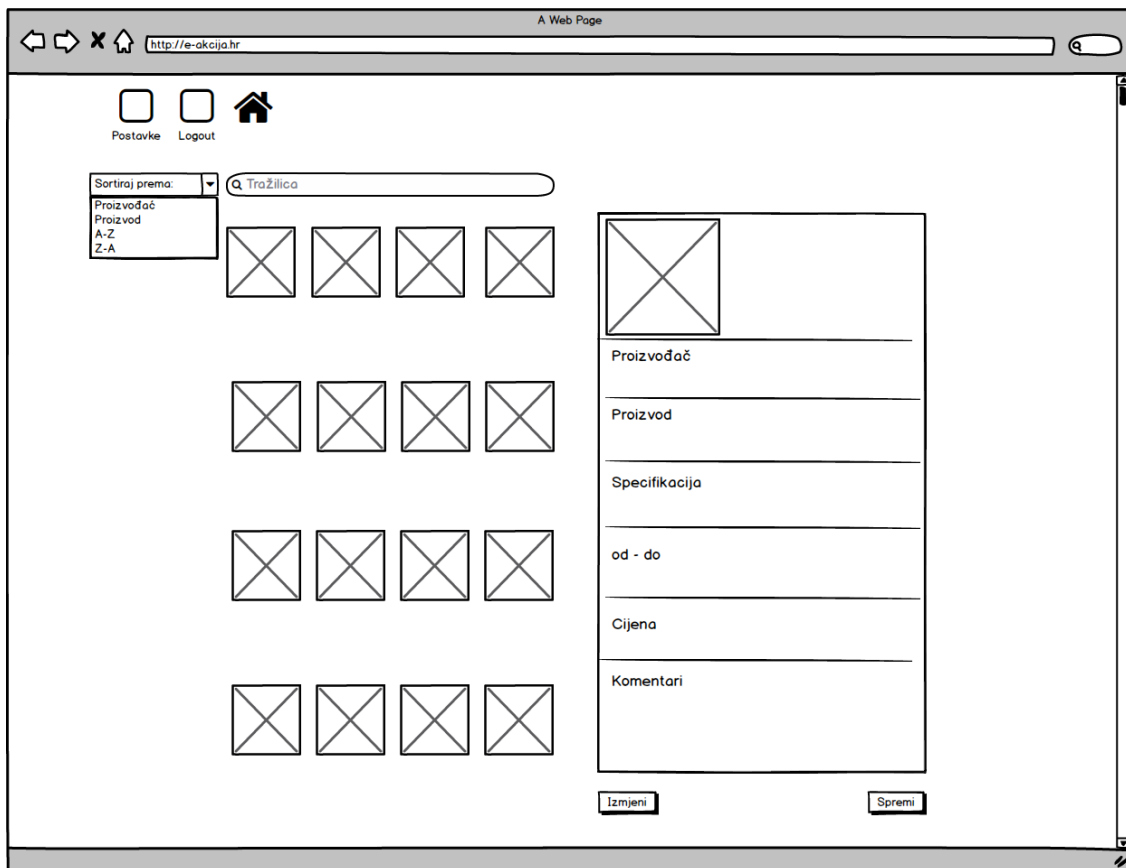 A Web Page
http://e-akcija.hr
Postavke
Logout
Sortiraj prema:
Tražilica
Proizvođać
Proizvod
A-Z
Z-A
Proizvođač
Proizvod
Specifikacija
od - do
Cijena
Komentari
Izmjeni
Spremi